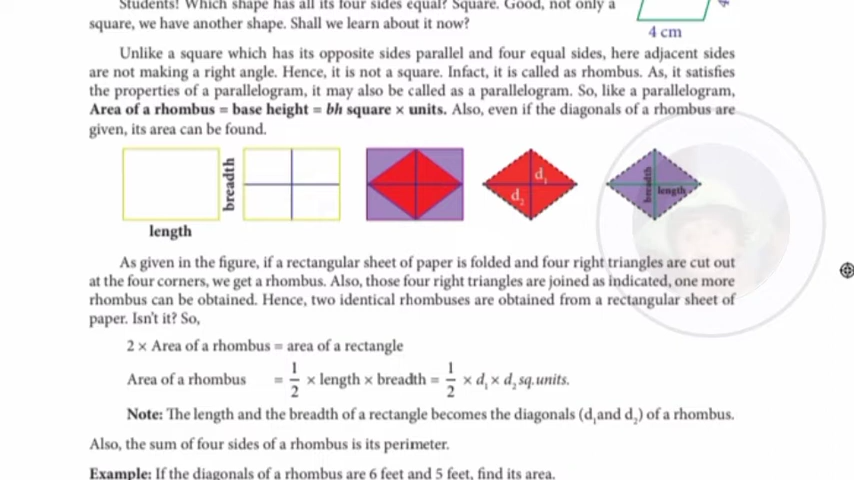 Students! Which shape has all its four sides equal? Square. Good, not only a
square, we have another shape. Shall we learn about it now?
4 cm
Unlike a square which has its opposite sides parallel and four equal sides, here adjacent sides
are not making a right angle. Hence, it is not a square. Infact, it is called as rhombus. As, it satisfies
the properties of a parallelogram, it may also be called as a parallelogram. So, like a parallelogram,
Area of a rhombus = base height = bh square × units. Also, even if the diagonals of a rhombus are
given, its area can be found.
breadth
length
d₁
d₂
breadth
length
As given in the figure, if a rectangular sheet of paper is folded and four right triangles are cut out
at the four corners, we get a rhombus. Also, those four right triangles are joined as indicated, one more
rhombus can be obtained. Hence, two identical rhombuses are obtained from a rectangular sheet of
paper. Isn't it? So,
2 × Area of a rhombus = area of a rectangle
Area of a rhombus = 1/2 × length × breadth = 1/2 × d₁ × d₂ sq.units.
Note: The length and the breadth of a rectangle becomes the diagonals (d₁and d₂) of a rhombus.
Also, the sum of four sides of a rhombus is its perimeter.
Example: If the diagonals of a rhombus are 6 feet and 5 feet, find its area.